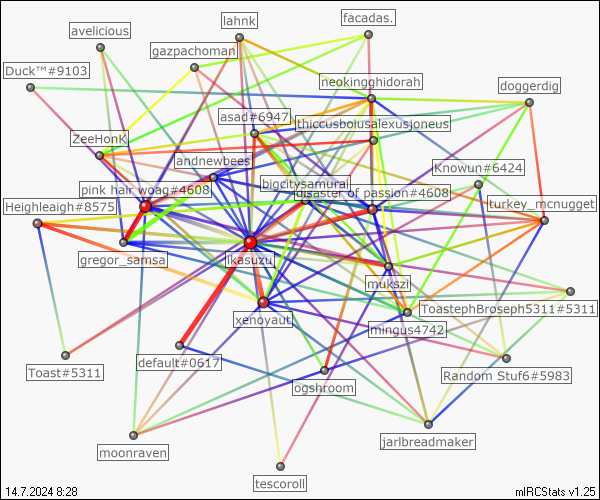 lahnk
facadas.
avelicious
gazpachoman
Duck™#9103
neokingghidorah
doggerdig
asad#6947
thiccusboiusalexusjoneus
ZeeHonK
andnewbees
Knowun#6424
bigcitysamurai
pink hair woag#4608
disaster of passion#4608
Heighleaigh#8575
turkey_mcnugget
gregor_samsa
ikasuzu
mukszi
ToastephBroseph5311#5311
xenoyaut
mingus4742
default#0617
Toast#5311
Random Stuf6#5983
ogshroom
jarlbreadmaker
moonraven
tescoroll
14.7.2024 8:28
mIRCStats v1.25